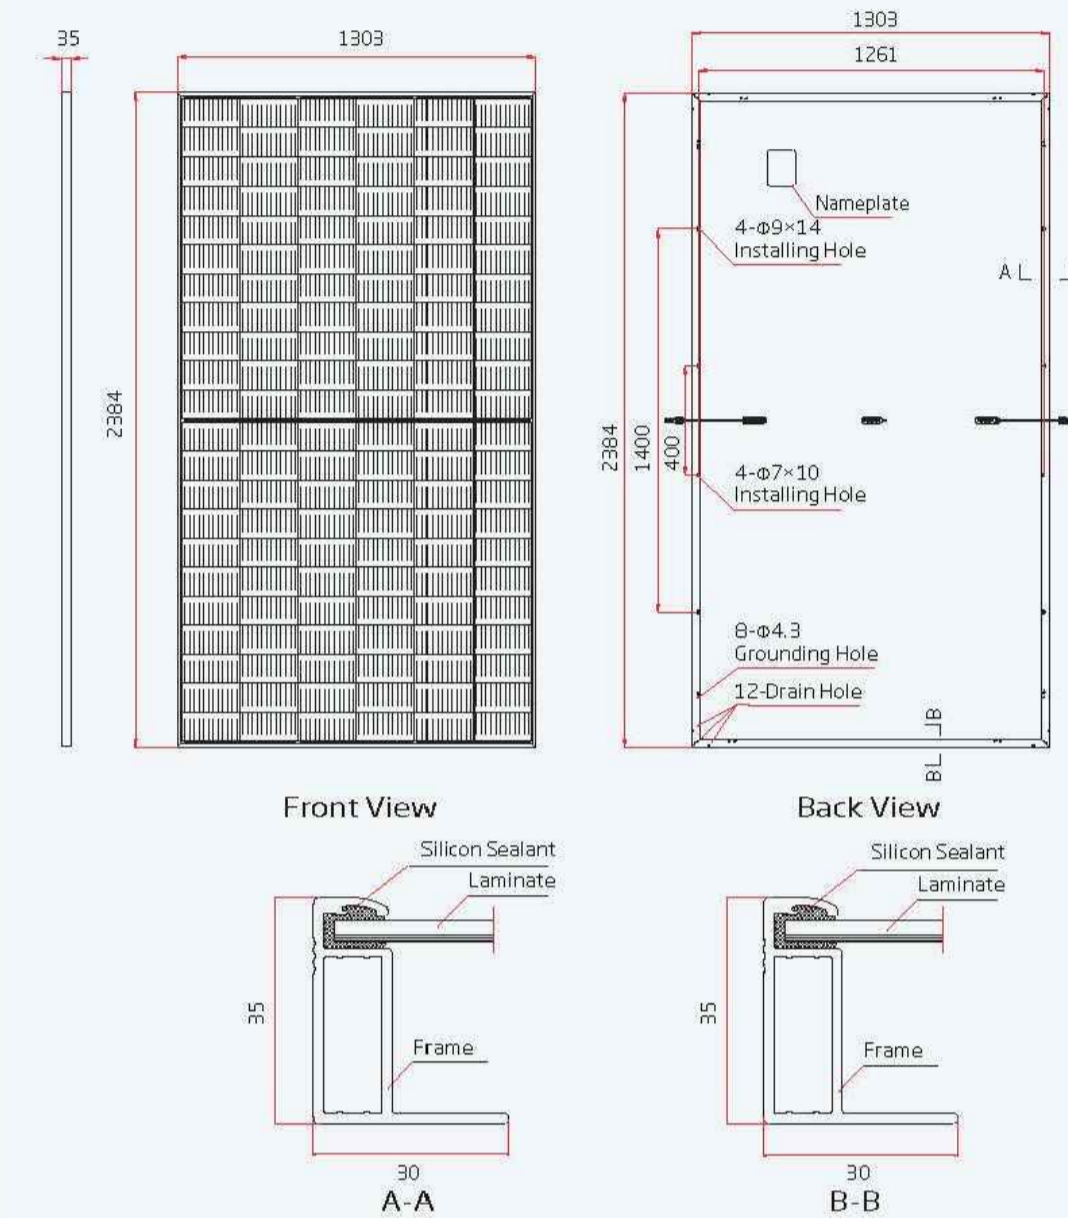 35
1303
2384
Front View
1303
1261
Nameplate
4-Φ9×14
Installing Hole
A
2384
1400
400
4-Φ7×10
Installing Hole
8-Φ4.3
Grounding Hole
12-Drain Hole
B
B
Back View
Silicon Sealant
Laminate
35
Frame
30
A-A
Silicon Sealant
Laminate
35
Frame
30
B-B